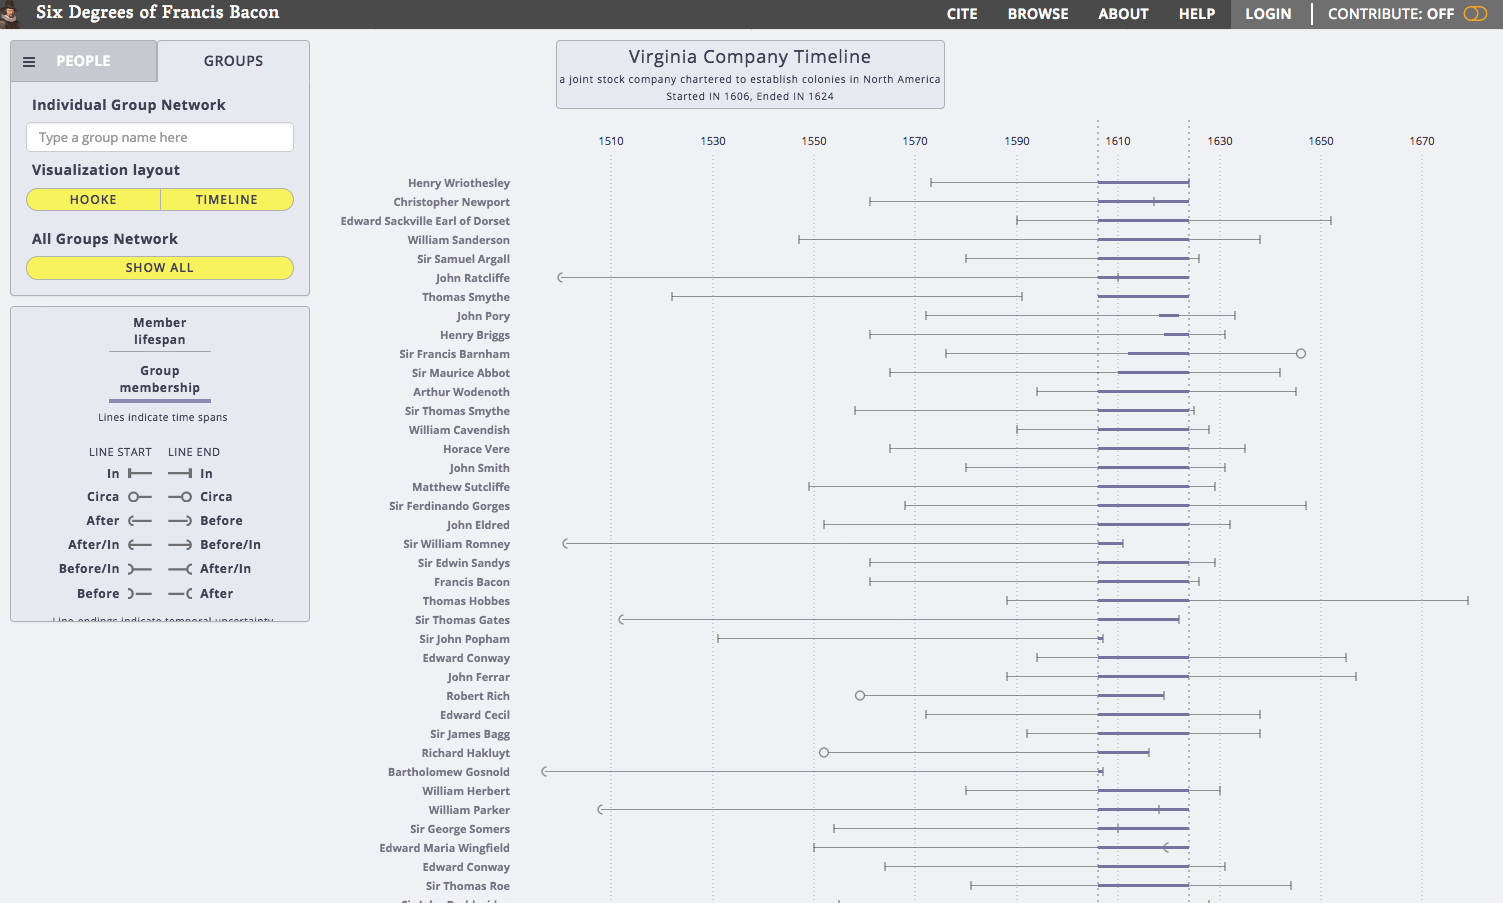 Six Degrees of Francis Bacon
CITE BROWSE ABOUT HELP LOGIN CONTRIBUTE: OFF
PEOPLE GROUPS
Individual Group Network
Type a group name here
Visualization layout
HOOKE TIMELINE
All Groups Network
SHOW ALL
Member
lifespan
Group
membership
Lines indicate time spans
LINE START LINE END
In In
Circa Circa
After Before
After/In Before/In
Before/In After/In
Before After
Line endings indicate temporal uncertainty
Virginia Company Timeline
a joint stock company chartered to establish colonies in North America
Started IN 1606, Ended IN 1624
1510 1530 1550 1570 1590 1610 1630 1650 1670
Henry Wriothesley
Christopher Newport
Edward Sackville Earl of Dorset
William Sanderson
Sir Samuel Argall
John Ratcliffe
Thomas Smythe
John Pory
Henry Briggs
Sir Francis Barnham
Sir Maurice Abbot
Arthur Wodenoth
Sir Thomas Smythe
William Cavendish
Horace Vere
John Smith
Matthew Sutcliffe
Sir Ferdinando Gorges
John Eldred
Sir William Romney
Sir Edwin Sandys
Francis Bacon
Thomas Hobbes
Sir Thomas Gates
Sir John Popham
Edward Conway
John Ferrar
Robert Rich
Edward Cecil
Sir James Bagg
Richard Hakluyt
Bartholomew Gosnold
William Herbert
William Parker
Sir George Somers
Edward Maria Wingfield
Edward Conway
Sir Thomas Roe